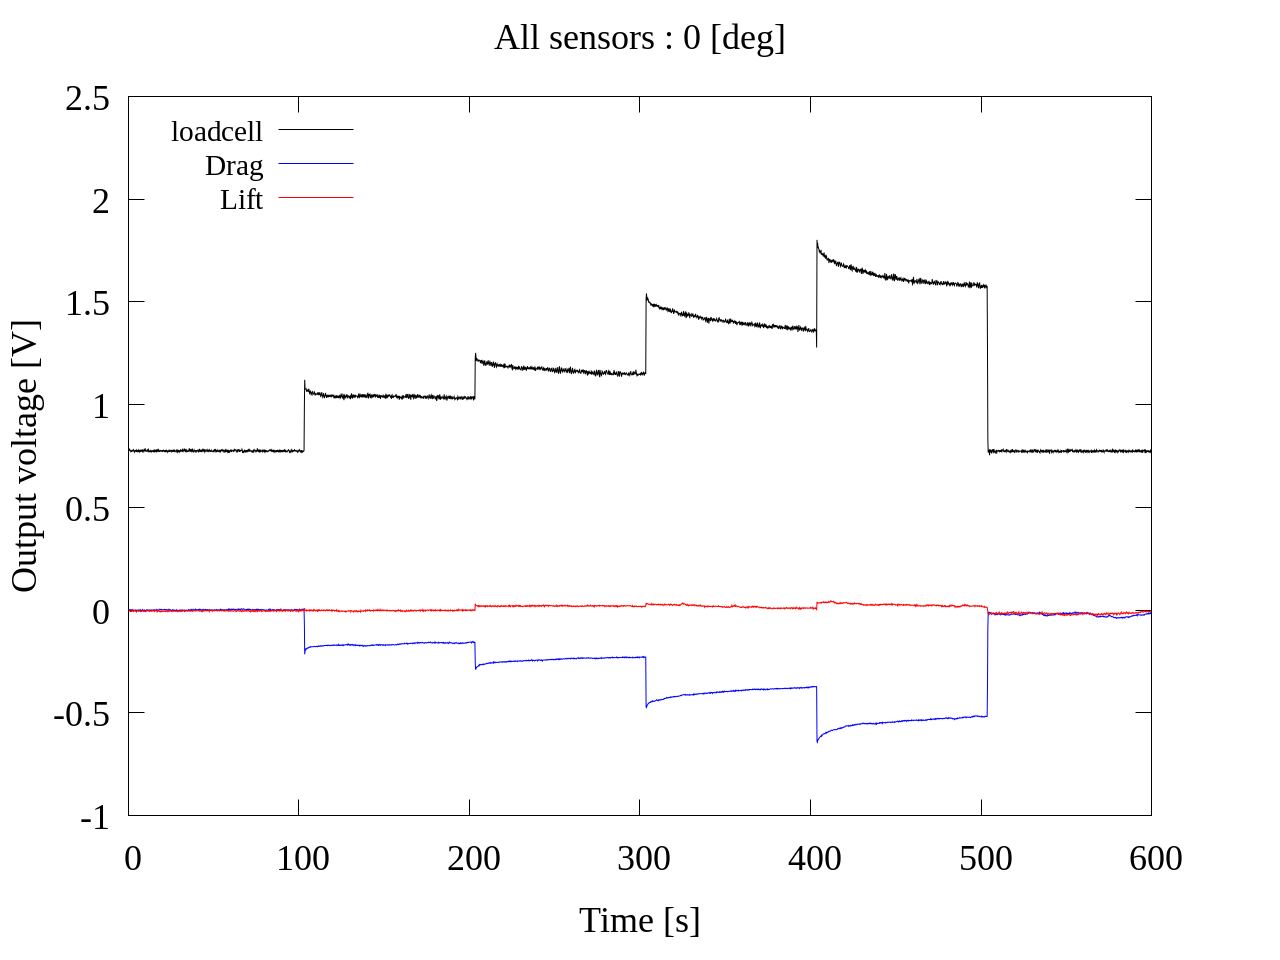 All sensors : 0 [deg]
2.5
2
1.5
1
0.5
0
-0.5
-1
loadcell
Drag
Lift
Output voltage [V]
0 100 200 300 400 500 600
Time [s]